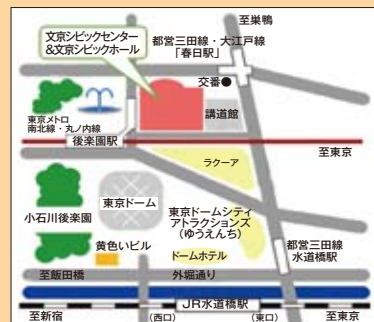 至巣鴨
文京シビックセンター
&文京シビックホール
都営三田線・大江戸線
「春日駅」
交番
講道館
東京メトロ
南北線・丸ノ内線
後楽園駅
至東京
ラクーア
東京ドーム
小石川後楽園
東京ドームシティ
アトラクションズ
(ゆうえんち)
黄色いビル
ドームホテル
都営三田線
水道橋駅
至飯田橋
外堀通り
JR水道橋駅
至新宿
(西口)
(東口)
至東京